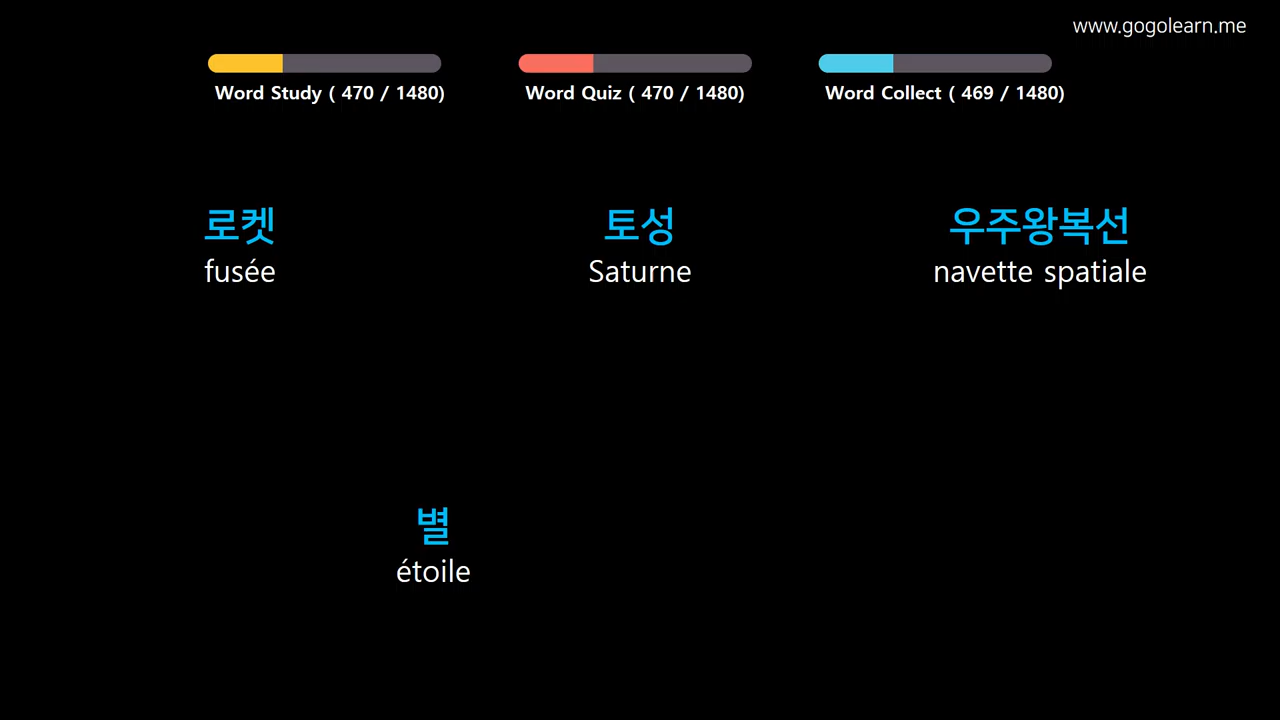 www.gogolearn.me
Word Study ( 470 / 1480)
Word Quiz ( 470 / 1480)
Word Collect ( 469 / 1480)
로켓
fusée
토성
Saturne
우주왕복선
navette spatiale
별
étoile